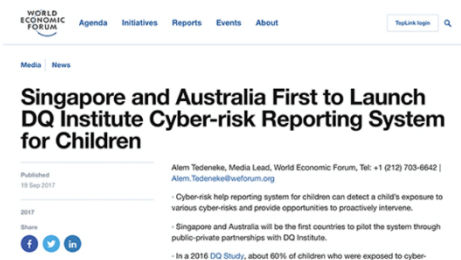 WORLD
ECONOMIC
FORUM
Agenda Initiatives Reports Events About
TopLink login
Media News
Singapore and Australia First to Launch
DQ Institute Cyber-risk Reporting System
for Children
Published
19 Sep 2017
2017
Share
Alem Tedeneke, Media Lead, World Economic Forum, Tel: +1 (212) 703-6642 |
Alem.Tedeneke@weforum.org
· Cyber-risk help reporting system for children can detect a child's exposure to
various cyber-risks and provide opportunities to proactively intervene.
· Singapore and Australia will be the first countries to pilot the system through
public-private partnerships with DQ Institute.
· In a 2016 DQ Study, about 60% of children who were exposed to cyber-